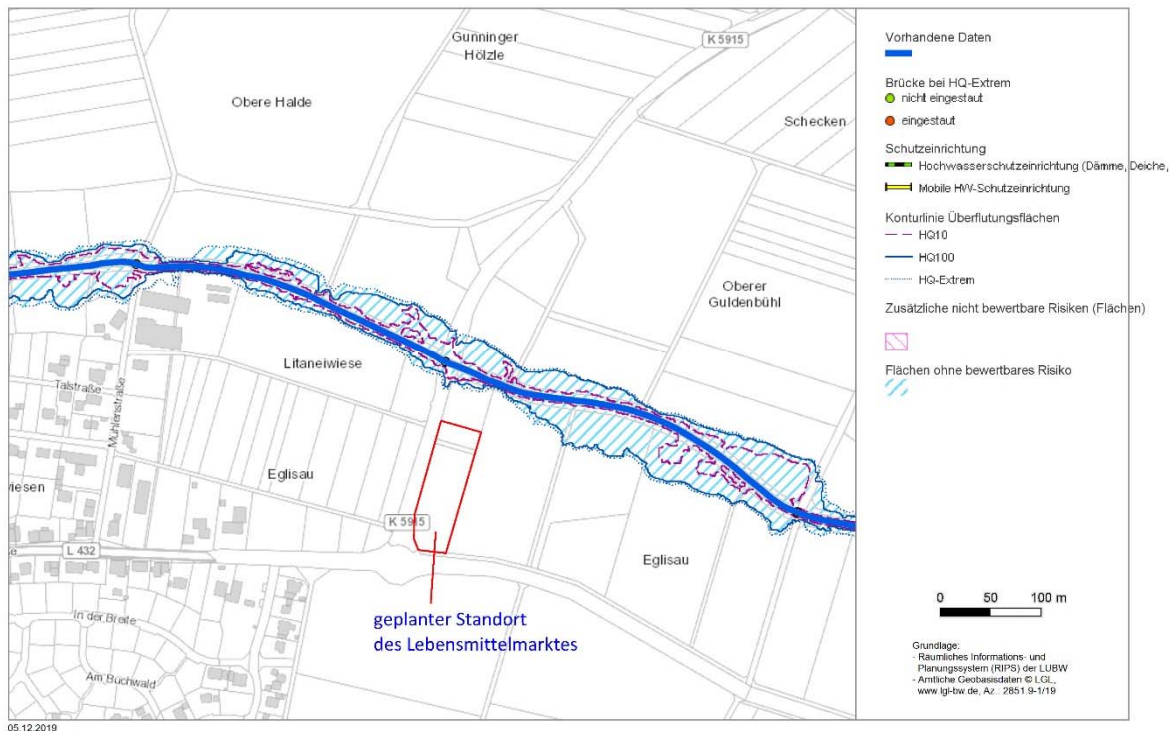 K 5915
Gunninger
Hölzle
Obere Halde
Schecken
Oberer
Guldenbühl
Litaneiwiese
Talstraße
Mühlenstraße
Eglisau
wiesen
K 5915
L 432
Eglisau
In der Breite
Am Buchwald
geplanter Standort
des Lebensmittelmarktes
Vorhandene Daten
Brücke bei HQ-Extrem
nicht eingestaut
eingestaut
Schutzeinrichtung
Hochwasserschutzeinrichtung (Dämme, Deiche,
Mobile HW-Schutzeinrichtung
Konturlinie Überflutungsflächen
HQ10
HQ100
HQ-Extrem
Zusätzliche nicht bewertbare Risiken (Flächen)
Flächen ohne bewertbares Risiko
0 50 100 m
Grundlage:
- Räumliches Informations- und
Planungssystem (RIPS) der LUBW
- Amtliche Geobasisdaten © LGL,
www.lgl-bw.de, Az.: 2851.9-1/19
05.12.2019